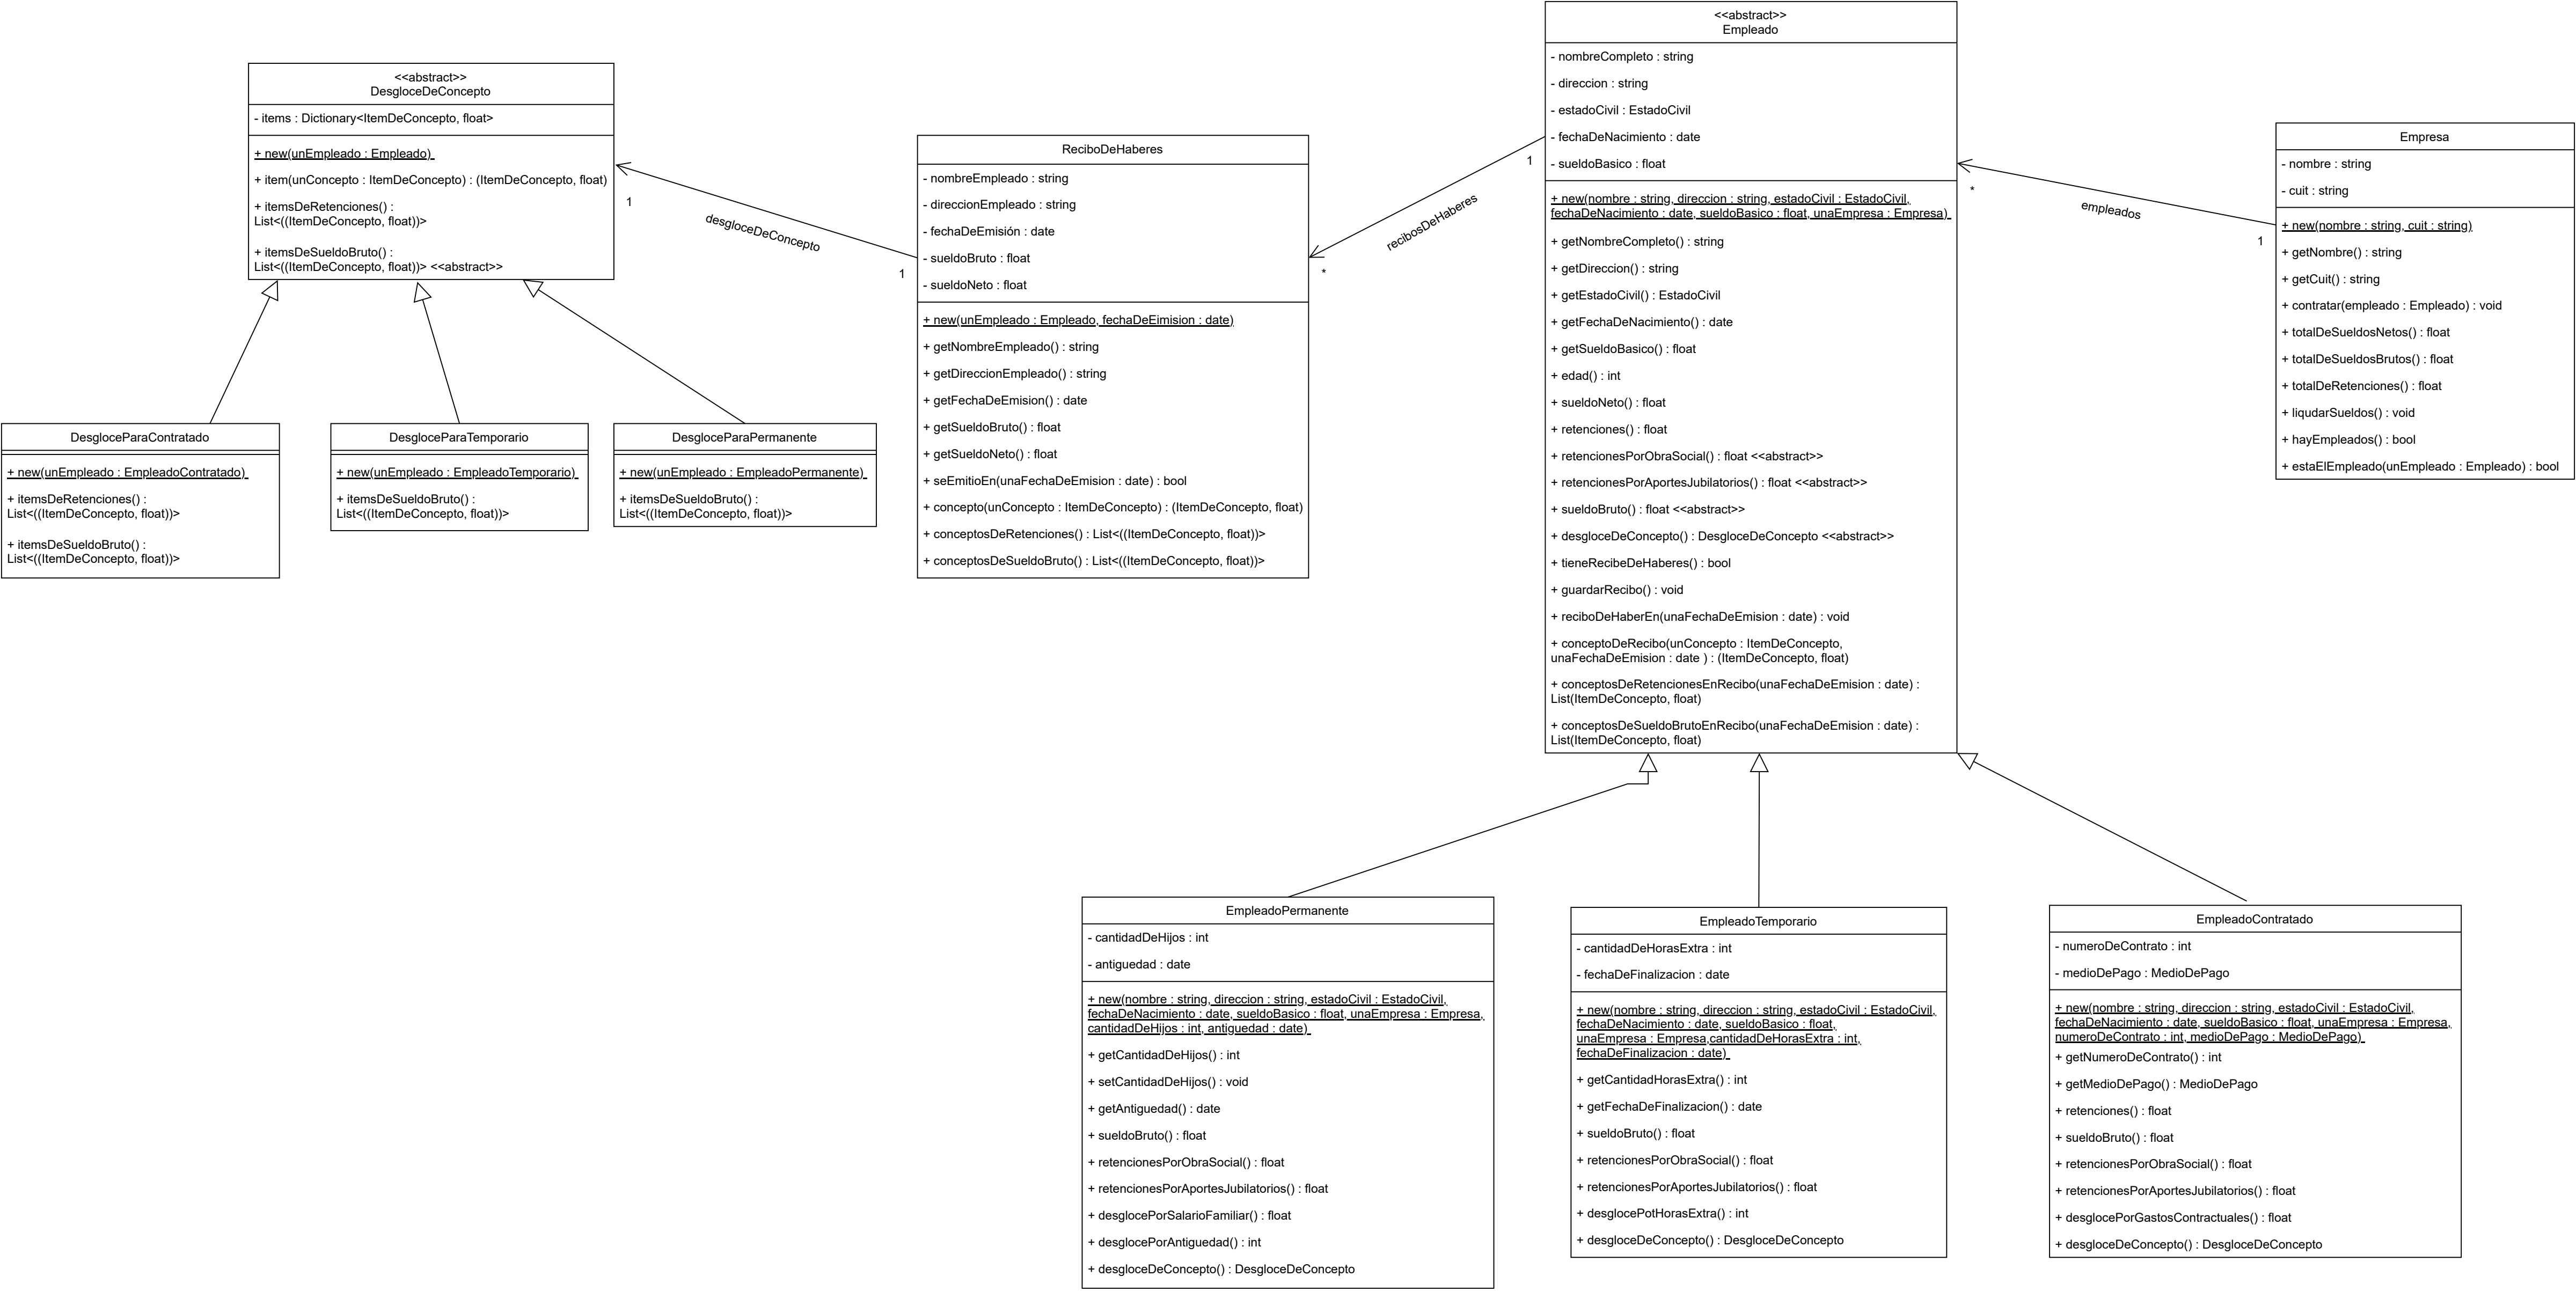 <<abstract>>
DesgloceDeConcepto
- items : Dictionary<ItemDeConcepto, float>
+ new(unEmpleado : Empleado)
+ item(unConcepto : ItemDeConcepto) : (ItemDeConcepto, float)
+ itemsDeRetenciones() :
List<((ItemDeConcepto, float))>
+ itemsDeSueldoBruto() :
List<((ItemDeConcepto, float))> <<abstract>>
DesgloceParaContratado
+ new(unEmpleado : EmpleadoContratado)
+ itemsDeRetenciones() :
List<((ItemDeConcepto, float))>
+ itemsDeSueldoBruto() :
List<((ItemDeConcepto, float))>
DesgloceParaTemporario
+ new(unEmpleado : EmpleadoTemporario)
+ itemsDeSueldoBruto() :
List<((ItemDeConcepto, float))>
DesgloceParaPermanente
+ new(unEmpleado : EmpleadoPermanente)
+ itemsDeSueldoBruto() :
List<((ItemDeConcepto, float))>
1
desgloceDeConcepto
1
ReciboDeHaberes
- nombreEmpleado : string
- direccionEmpleado : string
- fechaDeEmisión : date
- sueldoBruto : float
- sueldoNeto : float
+ new(unEmpleado : Empleado, fechaDeEimision : date)
+ getNombreEmpleado() : string
+ getDireccionEmpleado() : string
+ getFechaDeEmision() : date
+ getSueldoBruto() : float
+ getSueldoNeto() : float
+ seEmitioEn(unaFechaDeEmision : date) : bool
+ concepto(unConcepto : ItemDeConcepto) : (ItemDeConcepto, float)
+ conceptosDeRetenciones() : List<((ItemDeConcepto, float))>
+ conceptosDeSueldoBruto() : List<((ItemDeConcepto, float))>
1
recibosDeHaberes
*
<<abstract>>
Empleado
- nombreCompleto : string
- direccion : string
- estadoCivil : EstadoCivil
- fechaDeNacimiento : date
- sueldoBasico : float
+ new(nombre : string, direccion : string, estadoCivil : EstadoCivil,
fechaDeNacimiento : date, sueldoBasico : float, unaEmpresa : Empresa)
+ getNombreCompleto() : string
+ getDireccion() : string
+ getEstadoCivil() : EstadoCivil
+ getFechaDeNacimiento() : date
+ getSueldoBasico() : float
+ edad() : int
+ sueldoNeto() : float
+ retenciones() : float
+ retencionesPorObraSocial() : float <<abstract>>
+ retencionesPorAportesJubilatorios() : float <<abstract>>
+ sueldoBruto() : float <<abstract>>
+ desgloceDeConcepto() : DesgloceDeConcepto <<abstract>>
+ tieneRecibeDeHaberes() : bool
+ guardarRecibo() : void
+ reciboDeHaberEn(unaFechaDeEmision : date) : void
+ conceptoDeRecibo(unConcepto : ItemDeConcepto,
unaFechaDeEmision : date ) : (ItemDeConcepto, float)
+ conceptosDeRetencionesEnRecibo(unaFechaDeEmision : date) :
List(ItemDeConcepto, float)
+ conceptosDeSueldoBrutoEnRecibo(unaFechaDeEmision : date) :
List(ItemDeConcepto, float)
*
empleados
1
Empresa
- nombre : string
- cuit : string
+ new(nombre : string, cuit : string)
+ getNombre() : string
+ getCuit() : string
+ contratar(empleado : Empleado) : void
+ totalDeSueldosNetos() : float
+ totalDeSueldosBrutos() : float
+ totalDeRetenciones() : float
+ liqudarSueldos() : void
+ hayEmpleados() : bool
+ estaElEmpleado(unEmpleado : Empleado) : bool
EmpleadoPermanente
- cantidadDeHijos : int
- antiguedad : date
+ new(nombre : string, direccion : string, estadoCivil : EstadoCivil,
fechaDeNacimiento : date, sueldoBasico : float, unaEmpresa : Empresa,
cantidadDeHijos : int, antiguedad : date)
+ getCantidadDeHijos() : int
+ setCantidadDeHijos() : void
+ getAntiguedad() : date
+ sueldoBruto() : float
+ retencionesPorObraSocial() : float
+ retencionesPorAportesJubilatorios() : float
+ desglocePorSalarioFamiliar() : float
+ desglocePorAntiguedad() : int
+ desgloceDeConcepto() : DesgloceDeConcepto
EmpleadoTemporario
- cantidadDeHorasExtra : int
- fechaDeFinalizacion : date
+ new(nombre : string, direccion : string, estadoCivil : EstadoCivil,
fechaDeNacimiento : date, sueldoBasico : float,
unaEmpresa : Empresa,cantidadDeHorasExtra : int,
fechaDeFinalizacion : date)
+ getCantidadHorasExtra() : int
+ getFechaDeFinalizacion() : date
+ sueldoBruto() : float
+ retencionesPorObraSocial() : float
+ retencionesPorAportesJubilatorios() : float
+ desglocePotHorasExtra() : int
+ desgloceDeConcepto() : DesgloceDeConcepto
EmpleadoContratado
- numeroDeContrato : int
- medioDePago : MedioDePago
+ new(nombre : string, direccion : string, estadoCivil : EstadoCivil,
fechaDeNacimiento : date, sueldoBasico : float, unaEmpresa : Empresa,
numeroDeContrato : int, medioDePago : MedioDePago)
+ getNumeroDeContrato() : int
+ getMedioDePago() : MedioDePago
+ retenciones() : float
+ sueldoBruto() : float
+ retencionesPorObraSocial() : float
+ retencionesPorAportesJubilatorios() : float
+ desglocePorGastosContractuales() : float
+ desgloceDeConcepto() : DesgloceDeConcepto